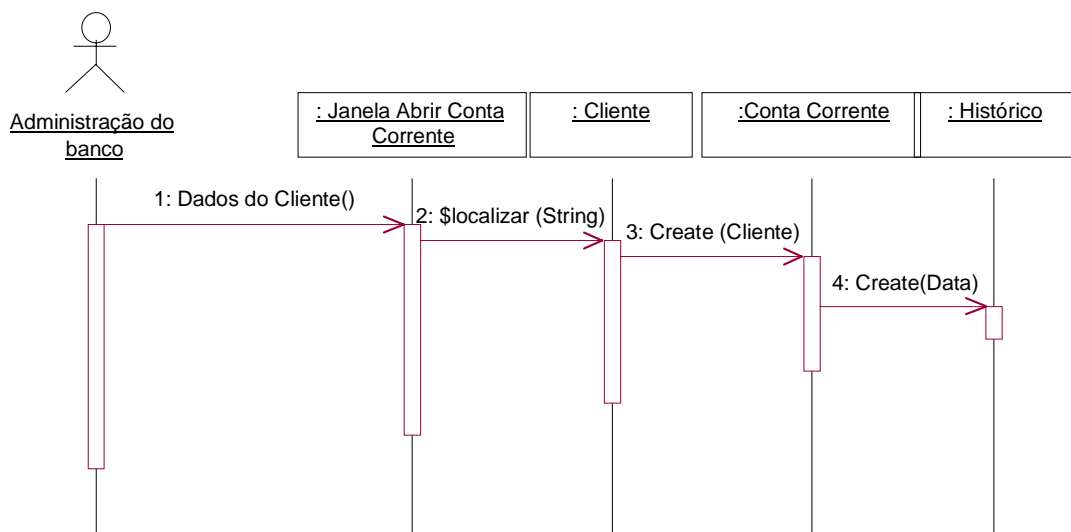 Administração do
banco
: Janela Abrir Conta
Corrente
: Cliente
:Conta Corrente
: Histórico
1: Dados do Cliente()
2: $localizar (String)
3: Create (Cliente)
4: Create(Data)